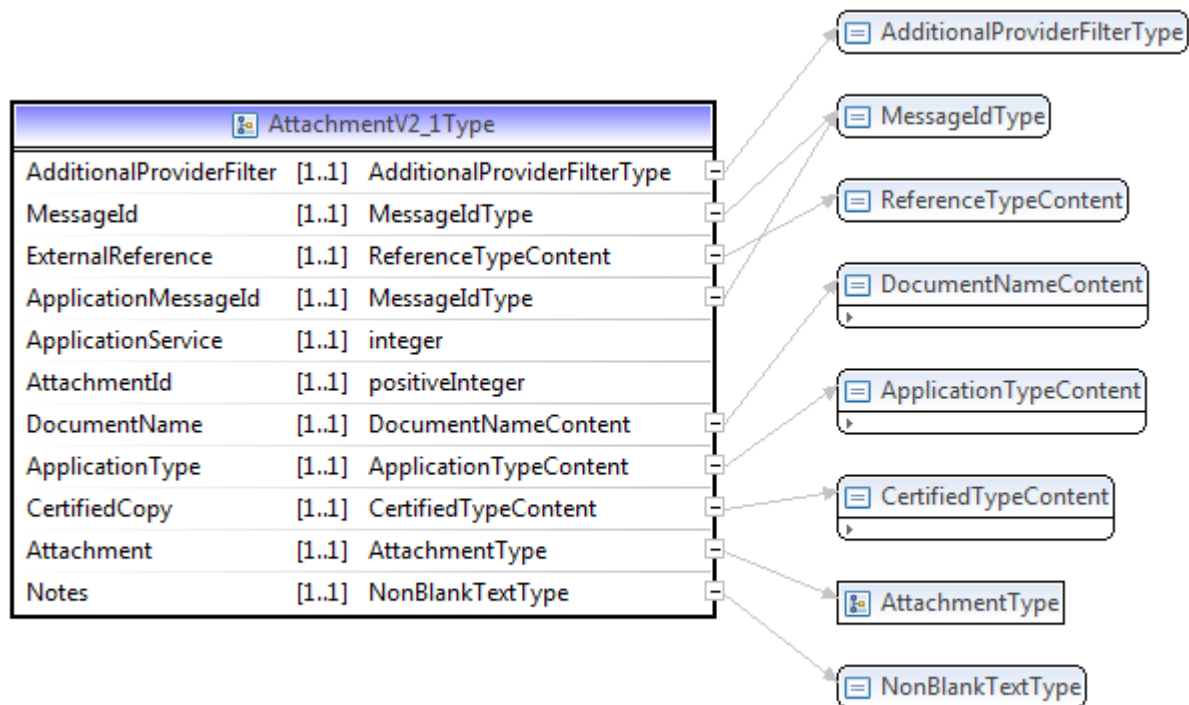 AdditionalProviderFilterType
AttachmentV2_1Type
MessageIdType
AdditionalProviderFilter [1..1] AdditionalProviderFilterType
MessageId [1..1] MessageIdType
ReferenceTypeContent
ExternalReference [1..1] ReferenceTypeContent
ApplicationMessageId [1..1] MessageIdType
DocumentNameContent
ApplicationService [1..1] integer
AttachmentId [1..1] positiveInteger
ApplicationTypeContent
DocumentName [1..1] DocumentNameContent
ApplicationType [1..1] ApplicationTypeContent
CertifiedTypeContent
CertifiedCopy [1..1] CertifiedTypeContent
Attachment [1..1] AttachmentType
AttachmentType
Notes [1..1] NonBlankTextType
NonBlankTextType